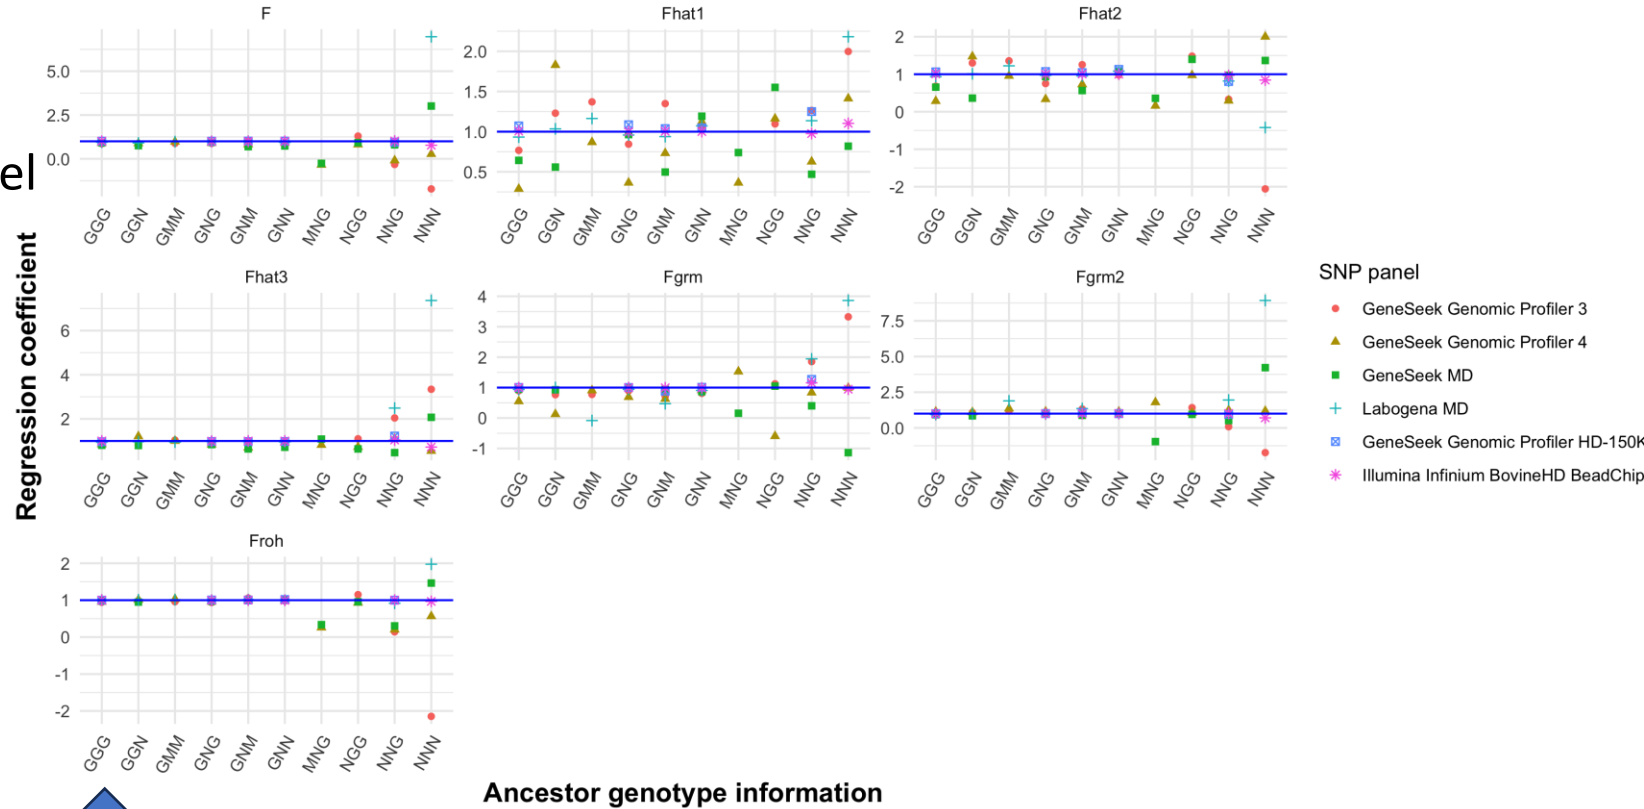 F
Fhat1
Fhat2
5.0
2.5
0.0
2.0
1.5
1.0
0.5
2
1
0
-1
-2
el
GGG GGN GMM GNG GNM GNN MNG NGG NNG NNN
GGG GGN GMM GNG GNM GNN MNG NGG NNG NNN
GGG GGN GMM GNG GNM GNN MNG NGG NNG NNN
Regression coefficient
Fhat3
Fgrm
Fgrm2
6
4
2
4
3
2
1
0
-1
7.5
5.0
2.5
0.0
GGG GGN GMM GNG GNM GNN MNG NGG NNG NNN
GGG GGN GMM GNG GNM GNN MNG NGG NNG NNN
GGG GGN GMM GNG GNM GNN MNG NGG NNG NNN
SNP panel
GeneSeek Genomic Profiler 3
GeneSeek Genomic Profiler 4
GeneSeek MD
Labogena MD
GeneSeek Genomic Profiler HD-150K
Illumina Infinium BovineHD BeadChip
Froh
2
1
0
-1
-2
GGG GGN GMM GNG GNM GNN MNG NGG NNG NNN
Ancestor genotype information